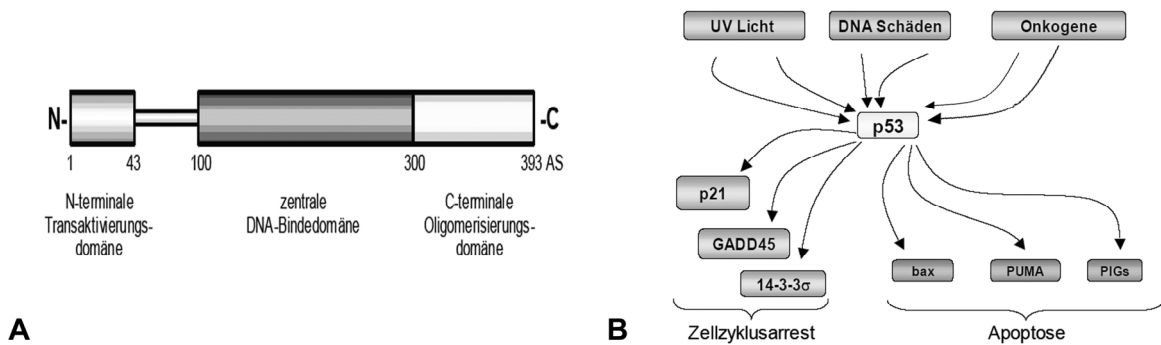 N-
-C
1
43
100
300
393 AS
N-terminale
Transaktivierungs-
domäne
zentrale
DNA-Bindedomäne
C-terminale
Oligomerisierungs-
domäne
A
UV Licht
DNA Schäden
Onkogene
p53
p21
GADD45
14-3-3σ
bax
PUMA
PIGs
Zellzyklusarrest
Apoptose
B